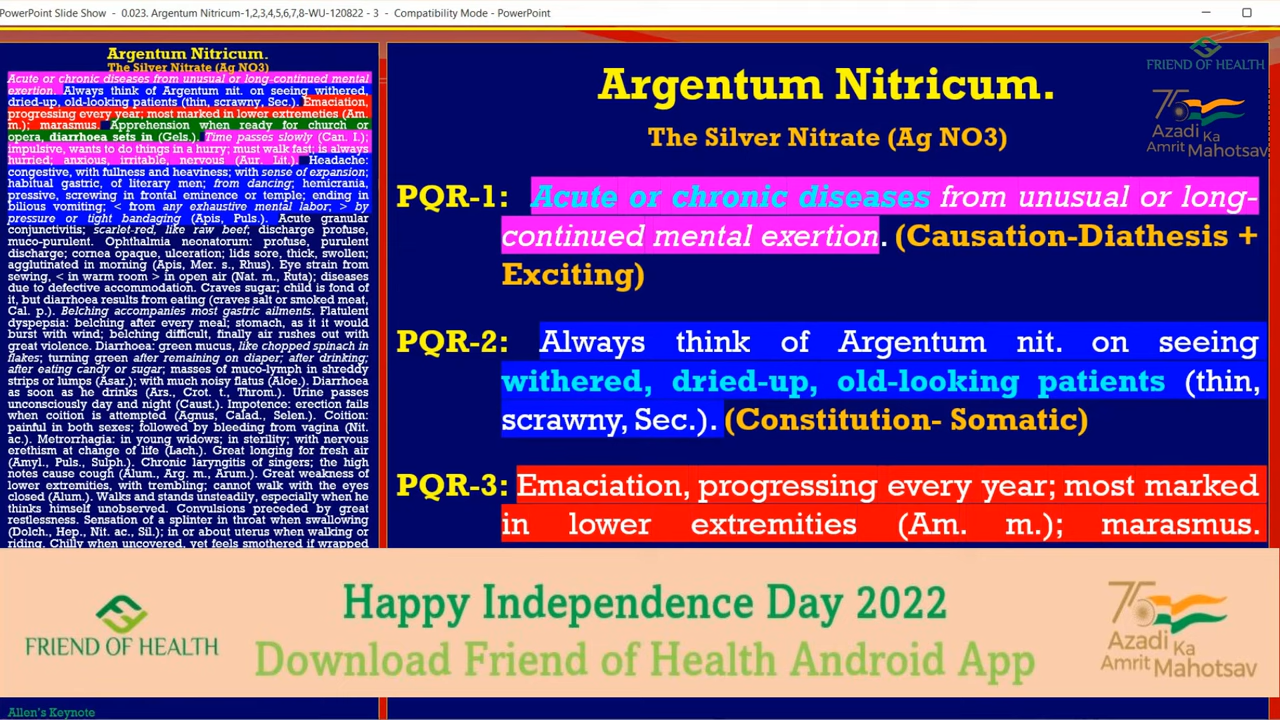 PowerPoint Slide Show - 0.023. Argentum Nitricum-1,2,3,4,5,6,7,8-WU-120822 - 3 - Compatibility Mode - PowerPoint
Argentum Nitricum.
The Silver Nitrate (Ag NO3)
Acute or chronic diseases from unusual or long-continued mental
exertion. Always think of Argentum nit. on seeing withered,
dried-up, old-looking patients (thin, scrawny, Sec.). Emaciation,
progressing every year; most marked in lower extremeties (Am.
m.); marasmus. Apprehension when ready for church or
opera, diarrhoea sets in (Gels.). Time passes slowly (Can. I.);
impulsive, wants to do things in a hurry; must walk fast; is always
hurried; anxious, irritable, nervous (Aur. Lit.). Headache:
congestive, with fullness and heaviness; with sense of expansion;
habitual gastric, of literary men; from dancing; hemicrania,
pressive, screwing in frontal eminence or temple; ending in
bilious vomiting; < from any exhaustive mental labor; > by
pressure or tight bandaging (Apis, Puls.). Acute granular
conjunctivitis; scarlet-red, like raw beef; discharge profuse,
muco-purulent. Ophthalmia neonatorum: profuse, purulent
discharge; cornea opaque, ulceration; lids sore, thick, swollen;
agglutinated in morning (Apis, Mer. s., Rhus). Eye strain from
sewing, < in warm room > in open air (Nat. m., Ruta); diseases
due to defective accommodation. Craves sugar; child is fond of
it, but diarrhoea results from eating (craves salt or smoked meat,
Cal. p.). Belching accompanies most gastric ailments. Flatulent
dyspepsia: belching after every meal; stomach, as if it would
burst with wind; belching difficult, finally air rushes out with
great violence. Diarrhoea: green mucus, like chopped spinach in
flakes; turning green after remaining on diaper; after drinking;
after eating candy or sugar; masses of muco-lymph in shreddy
strips or lumps (Asar.); with much noisy flatus (Aloe.). Diarrhoea
as soon as he drinks (Ars., Crot. t., Throm.). Urine passes
unconsciously day and night (Caust.). Impotence: erection fails
when coition is attempted (Agnus, Calad., Selen.). Coition:
painful in both sexes; followed by bleeding from vagina (Nit.
ac.). Metrorrhagia: in young widows; in sterility; with nervous
erethism at change of life (Lach.). Great longing for fresh air
(Amyl., Puls., Sulph.). Chronic laryngitis of singers; the high
notes cause cough (Alum., Arg. m., Arum.). Great weakness of
lower extremities, with trembling; cannot walk with the eyes
closed (Alum.). Walks and stands unsteadily, especially when he
thinks himself unobserved. Convulsions preceded by great
restlessness. Sensation of a splinter in throat when swallowing
(Dolch., Hep., Nit. ac., Sil.); in or about uterus when walking or
riding. Chilly when uncovered, yet feels smothered if wrapped
Allen's Keynote
Argentum Nitricum.
The Silver Nitrate (Ag NO3)
PQR-1: Acute or chronic diseases from unusual or long-
continued mental exertion. (Causation-Diathesis +
Exciting)
PQR-2: Always think of Argentum nit. on seeing
withered, dried-up, old-looking patients (thin,
scrawny, Sec.). (Constitution- Somatic)
PQR-3: Emaciation, progressing every year; most marked
in lower extremities (Am. m.); marasmus.
FRIEND OF HEALTH
75
Azadi
Ka
Amrit Mahotsav
Happy Independence Day 2022
Download Friend of Health Android App
FRIEND OF HEALTH
75
Azadi
Ka
Amrit Mahotsav